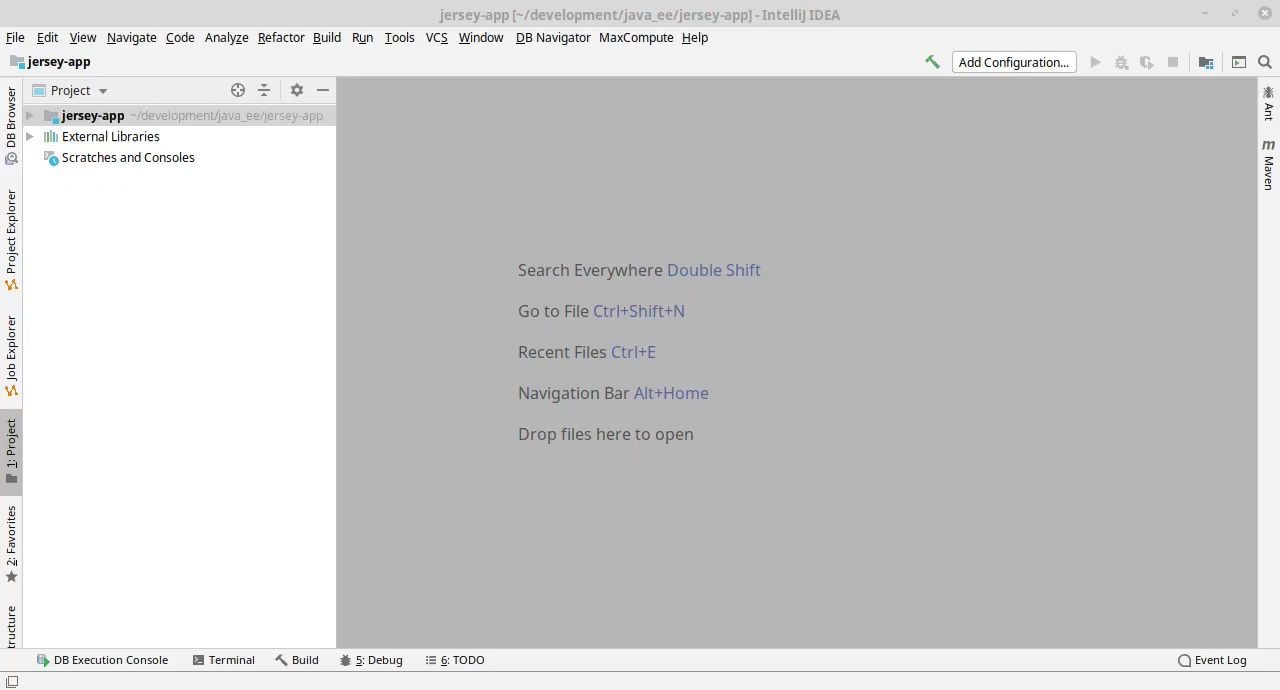 jersey-app [~/development/java_ee/jersey-app] - IntelliJ IDEA
File Edit View Navigate Code Analyze Refactor Build Run Tools VCS Window DB Navigator MaxCompute Help
jersey-app
Add Configuration...
Project
jersey-app ~/development/java_ee/jersey-app
External Libraries
Scratches and Consoles
DB Browser
Project Explorer
Job Explorer
1: Project
2: Favorites
tructure
Search Everywhere Double Shift
Go to File Ctrl+Shift+N
Recent Files Ctrl+E
Navigation Bar Alt+Home
Drop files here to open
Ant
m
Maven
DB Execution Console Terminal Build 5: Debug 6: TODO Event Log